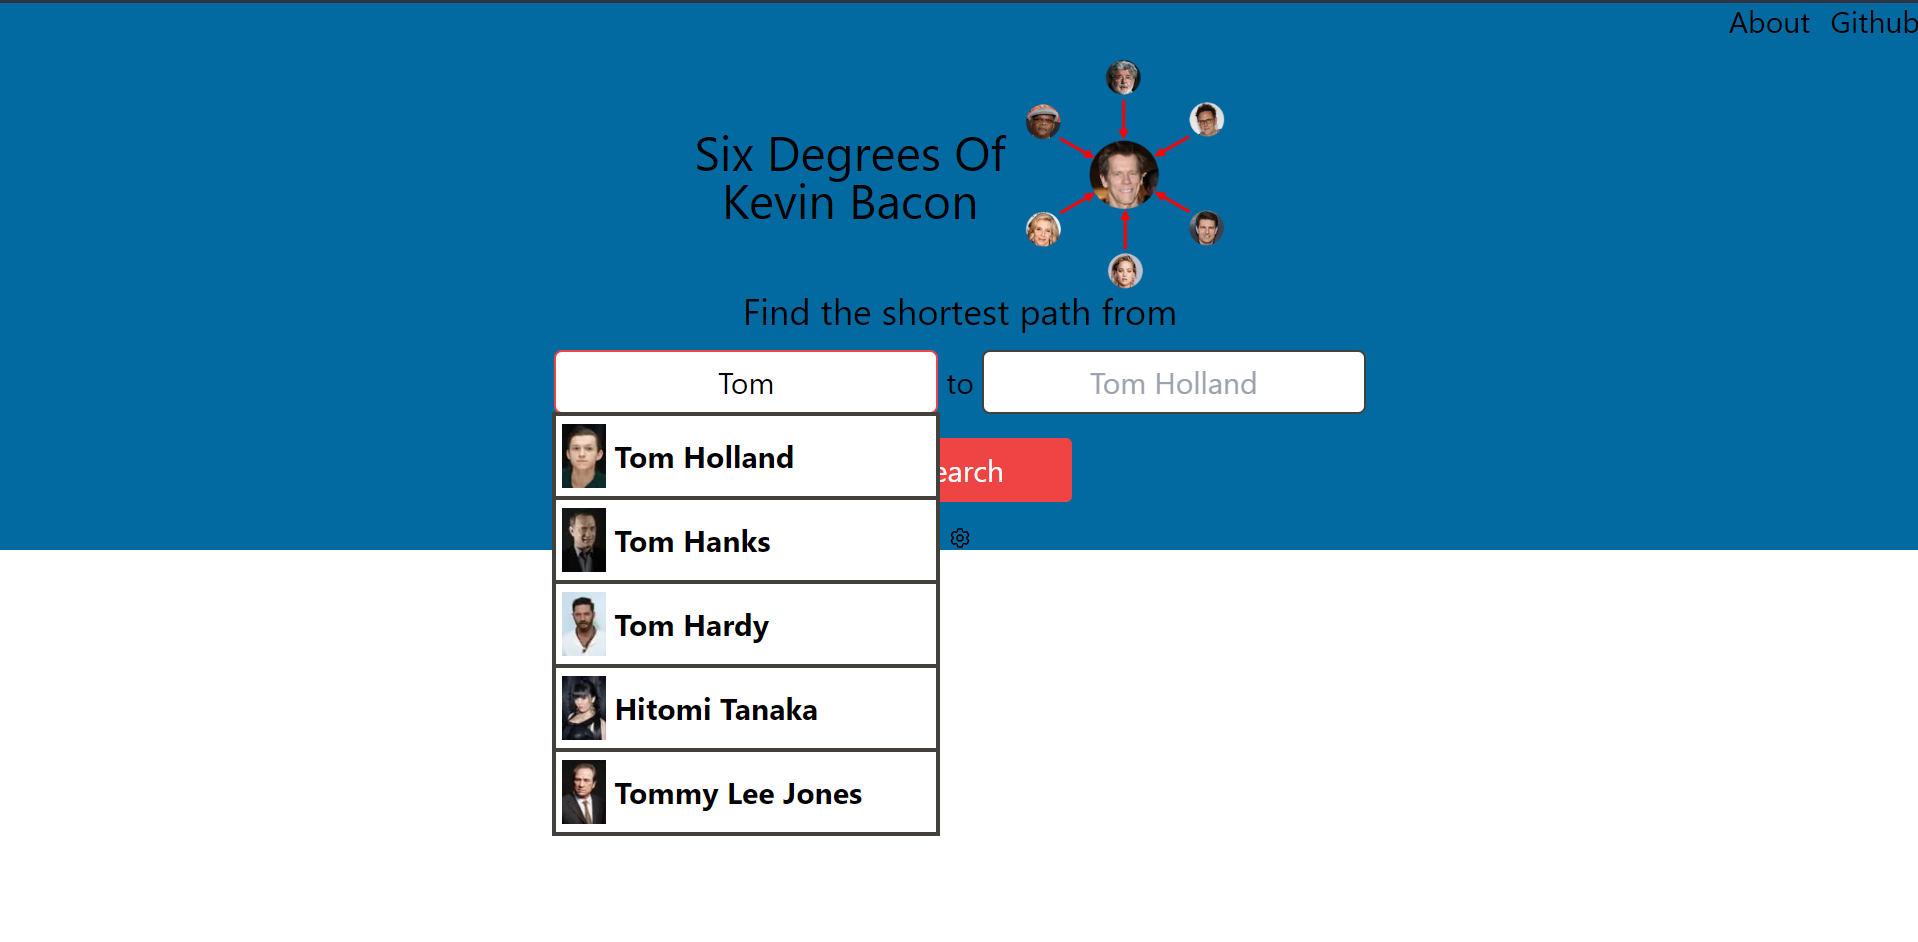 About Github
Six Degrees Of
Kevin Bacon
Find the shortest path from
Tom to Tom Holland
earch
Tom Holland
Tom Hanks
Tom Hardy
Hitomi Tanaka
Tommy Lee Jones